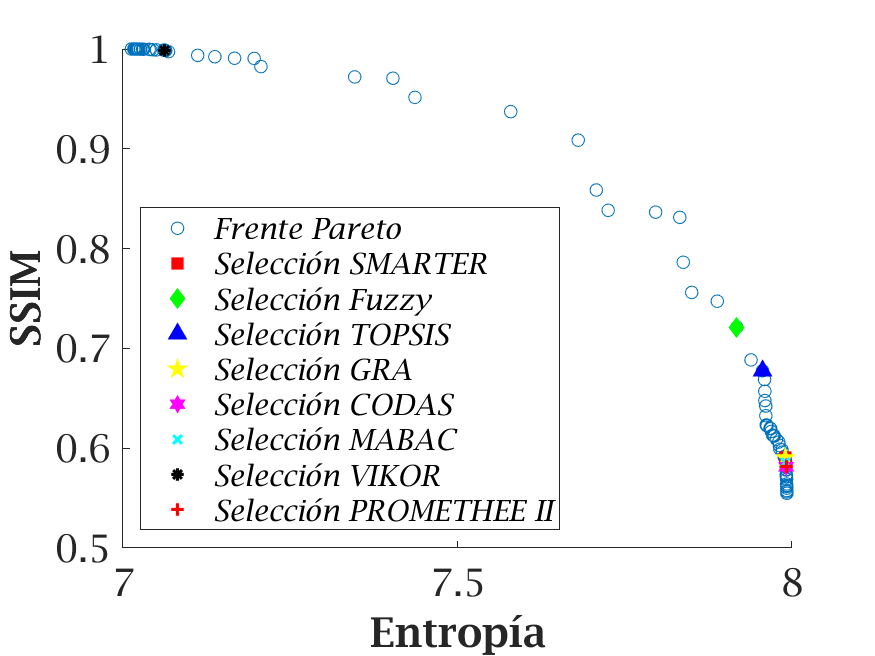 1
0.9
0.8
0.7
0.6
0.5
SSIM
Frente Pareto
Selección SMARTER
Selección Fuzzy
Selección TOPSIS
Selección GRA
Selección CODAS
Selección MABAC
Selección VIKOR
Selección PROMETHEE II
7
7.5
8
Entropía